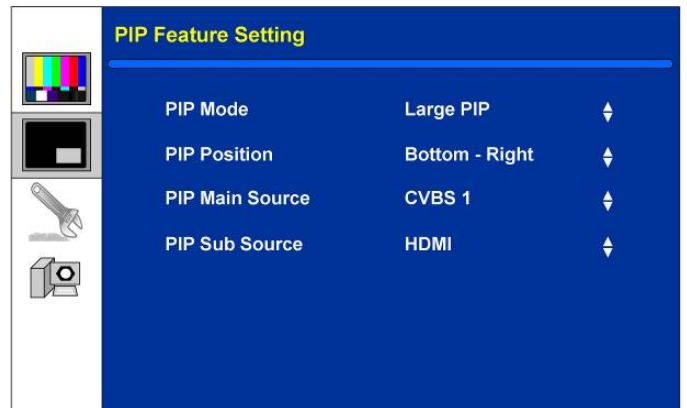 PIP Feature Setting
PIP Mode Large PIP
PIP Position Bottom - Right
PIP Main Source CVBS 1
PIP Sub Source HDMI